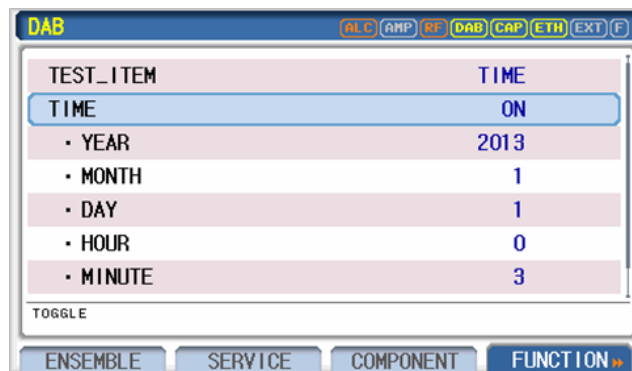 DAB ALC AMP RF DAB CAP ETH EXT F
TEST_ITEM TIME
TIME ON
· YEAR 2013
· MONTH 1
· DAY 1
· HOUR 0
· MINUTE 3
TOGGLE
ENSEMBLE SERVICE COMPONENT FUNCTION»